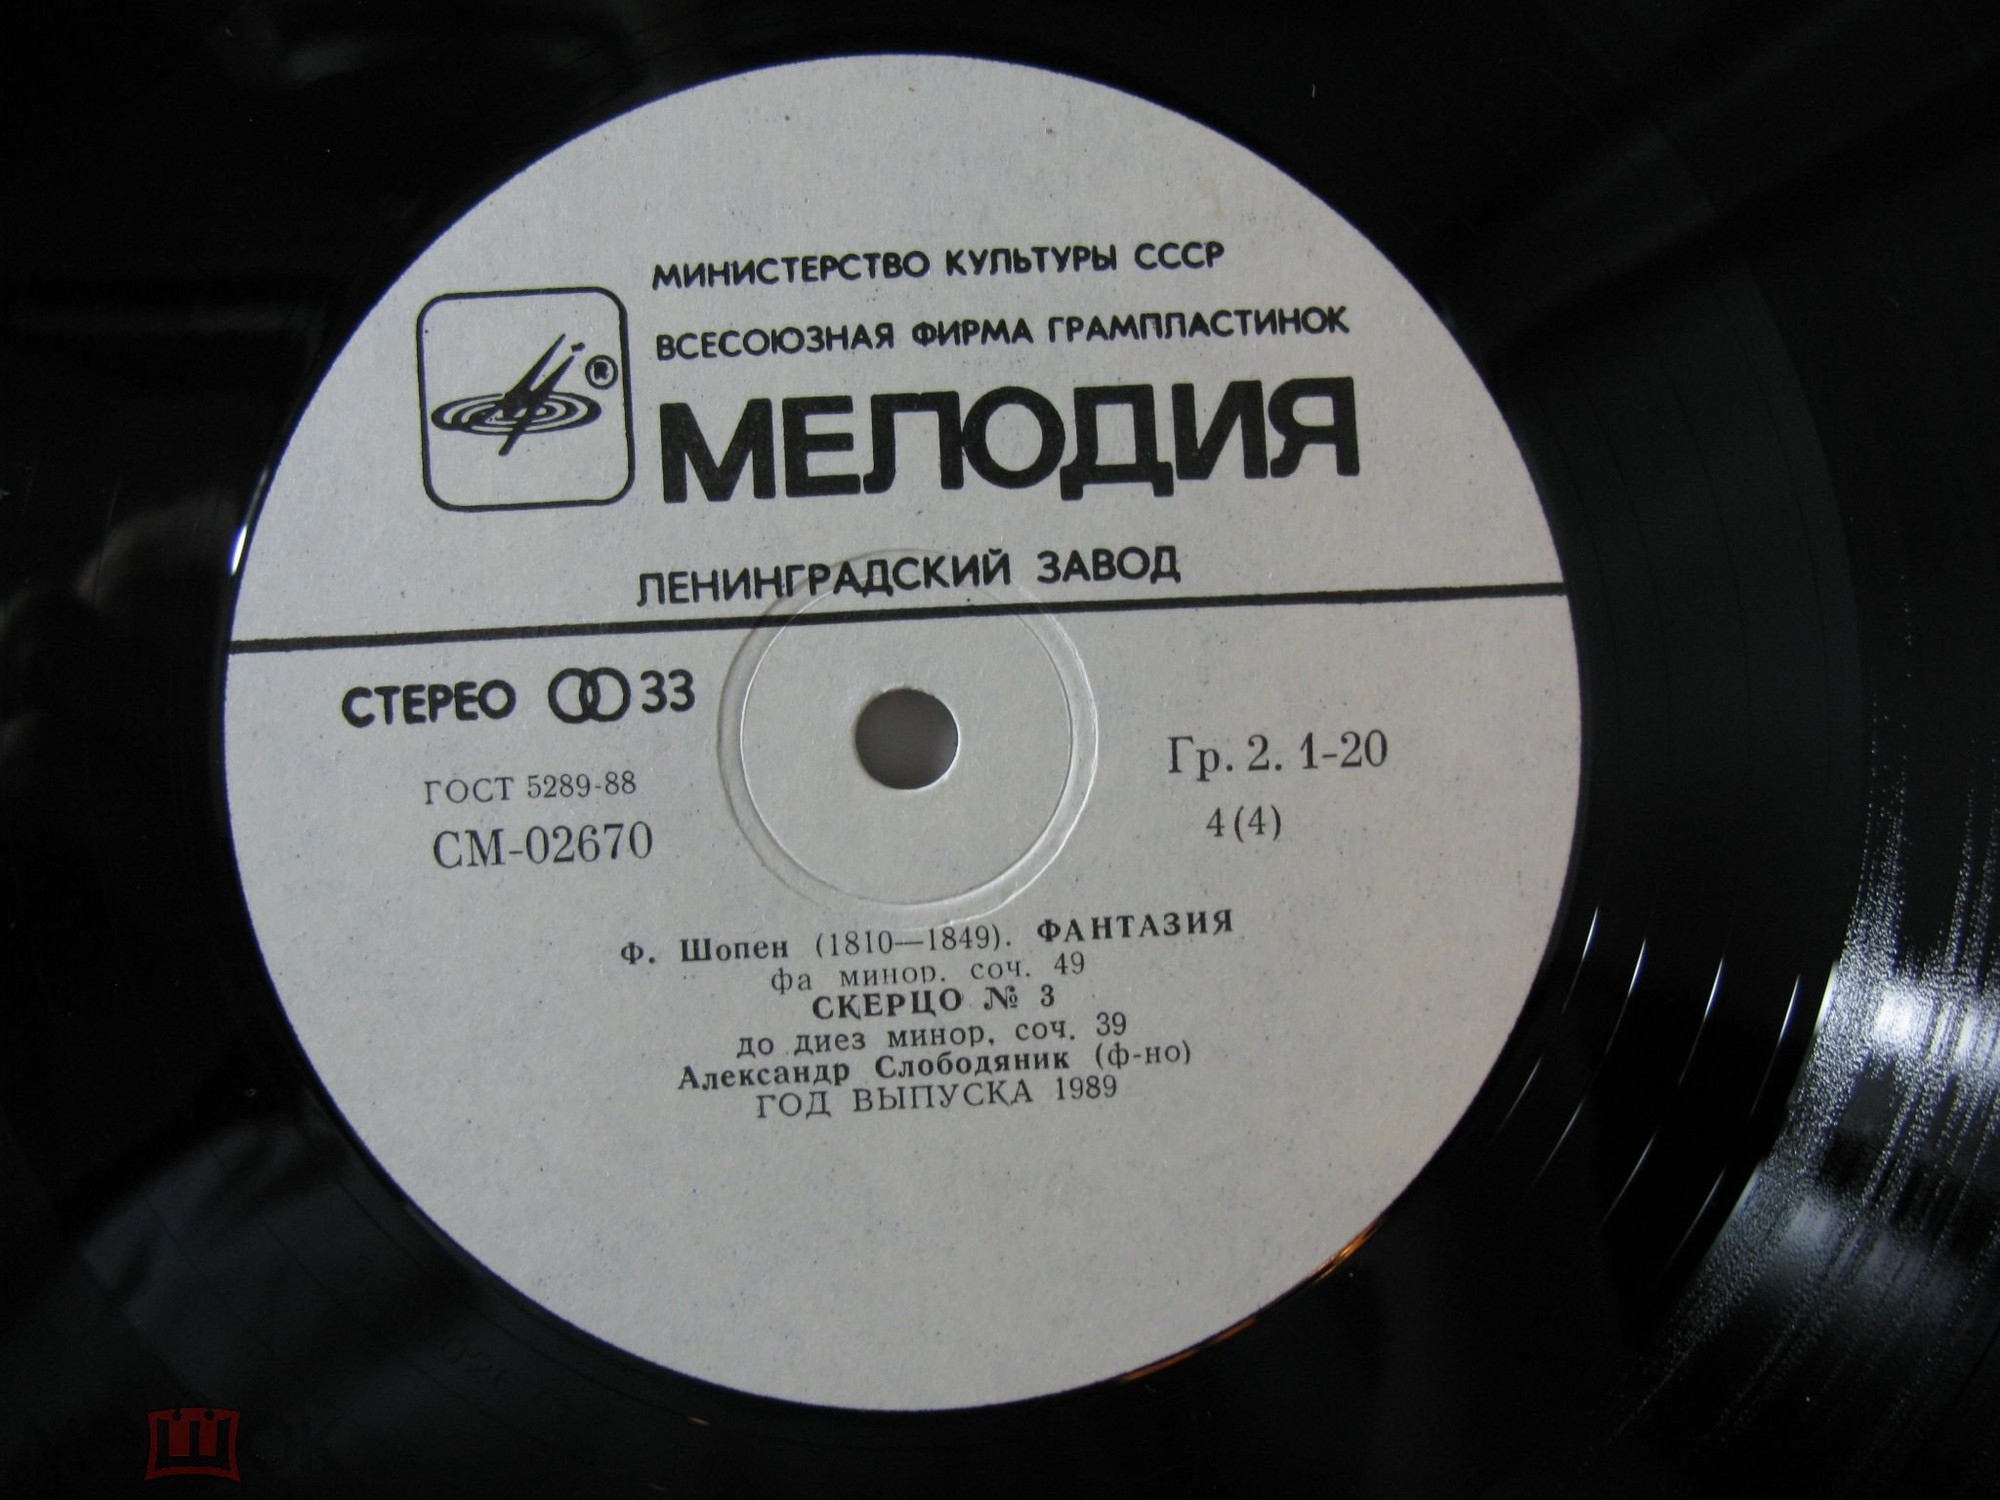 МИНИСТЕРСТВО КУЛЬТУРЫ СССР
ВСЕСОЮЗНАЯ ФИРМА ГРАМПЛАСТИНОК
®
МЕЛОДИЯ
ЛЕНИНГРАДСКИЙ ЗАВОД
СТЕРЕО 33
ГОСТ 5289-88
СМ-02670
Гр. 2. 1-20
4(4)
Ф. Шопен (1810—1849). ФАНТАЗИЯ
фа минор. соч. 49
СКЕРЦО № 3
до диез минор, соч. 39
Александр Слободяник (ф-но)
ГОД ВЫПУСКА 1989